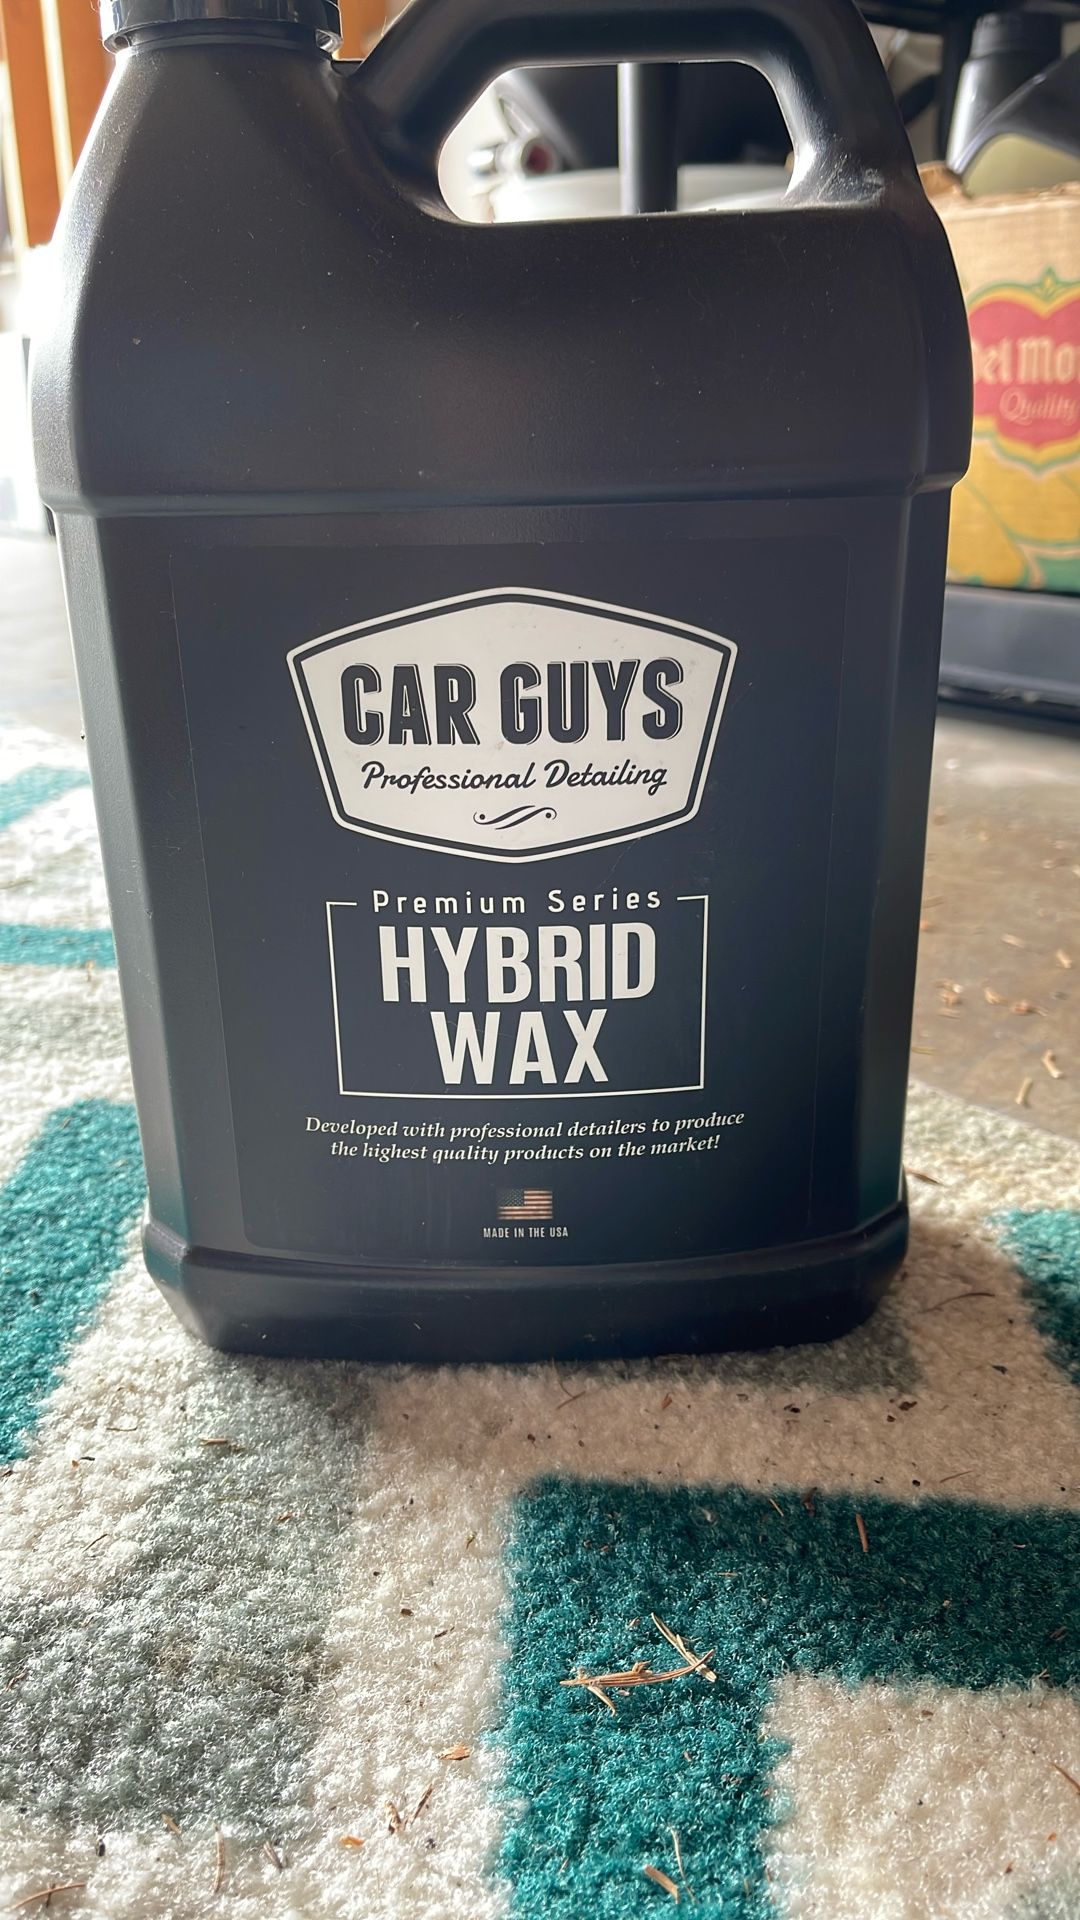 CAR GUYS
Professional Detailing
Premium Series
HYBRID
WAX
Developed with professional detailers to produce
the highest quality products on the market!
MADE IN THE USA
Quality